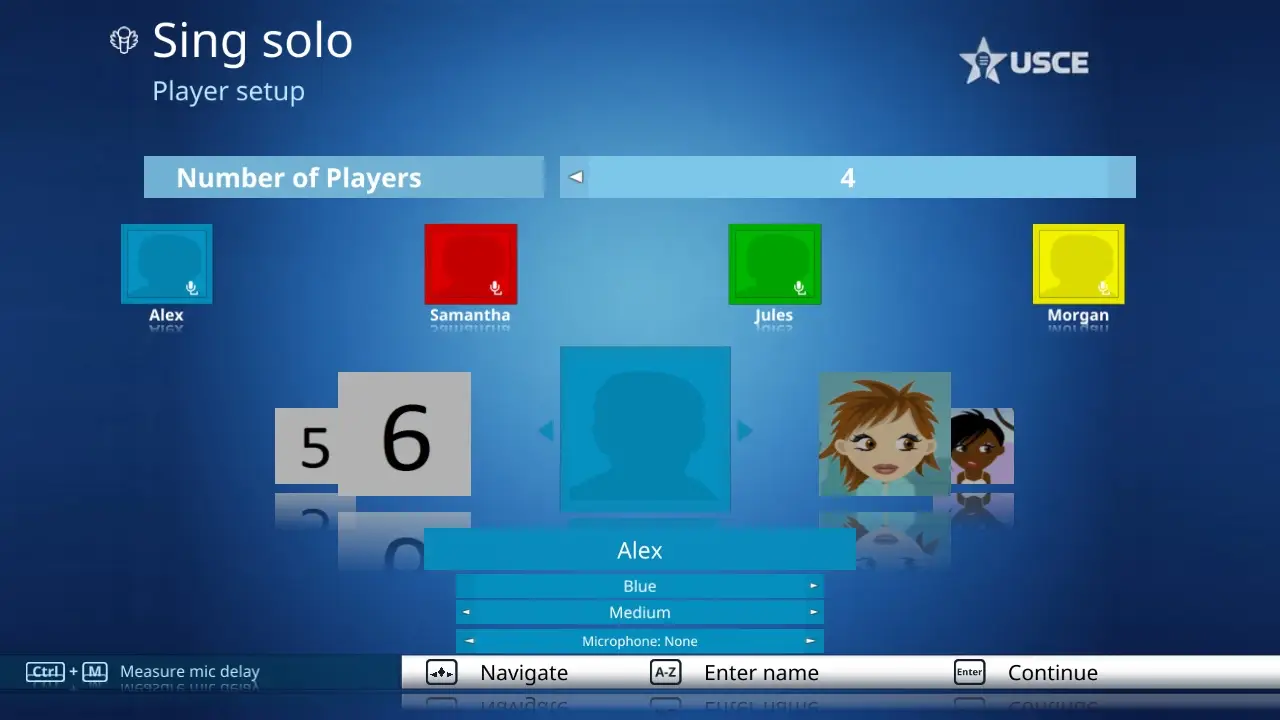 Sing solo
USCE
Player setup
Number of Players
4
Alex
Samantha
Jules
Morgan
5
6
Alex
Blue
Medium
Microphone: None
Ctrl + M Measure mic delay
Navigate
A-Z Enter name
Enter Continue